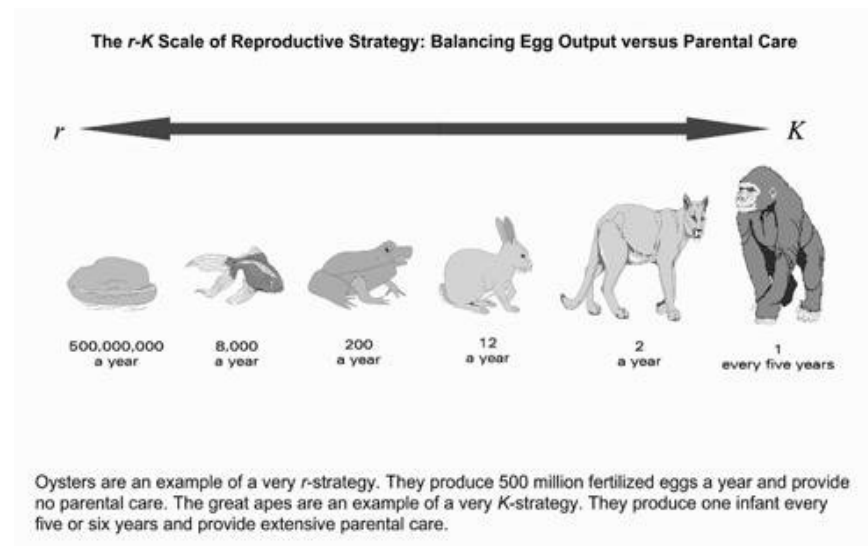 The r-K Scale of Reproductive Strategy: Balancing Egg Output versus Parental Care
r K
500,000,000 8,000 200 12 2 1
a year a year a year a year a year every five years
Oysters are an example of a very r-strategy. They produce 500 million fertilized eggs a year and provide
no parental care. The great apes are an example of a very K-strategy. They produce one infant every
five or six years and provide extensive parental care.